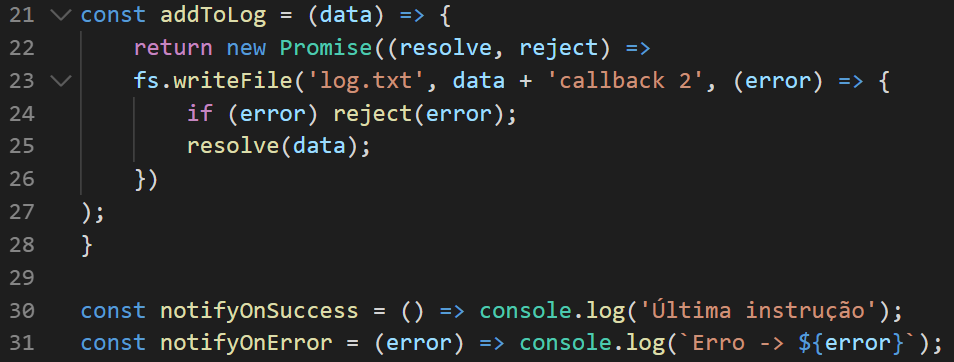 21 const addToLog = (data) => {
22     return new Promise((resolve, reject) =>
23     fs.writeFile('log.txt', data + 'callback 2', (error) => {
24         if (error) reject(error);
25         resolve(data);
26     })
27 );
28 }
29
30 const notifyOnSuccess = () => console.log('Última instrução');
31 const notifyOnError = (error) => console.log(`Erro -> ${error}`);